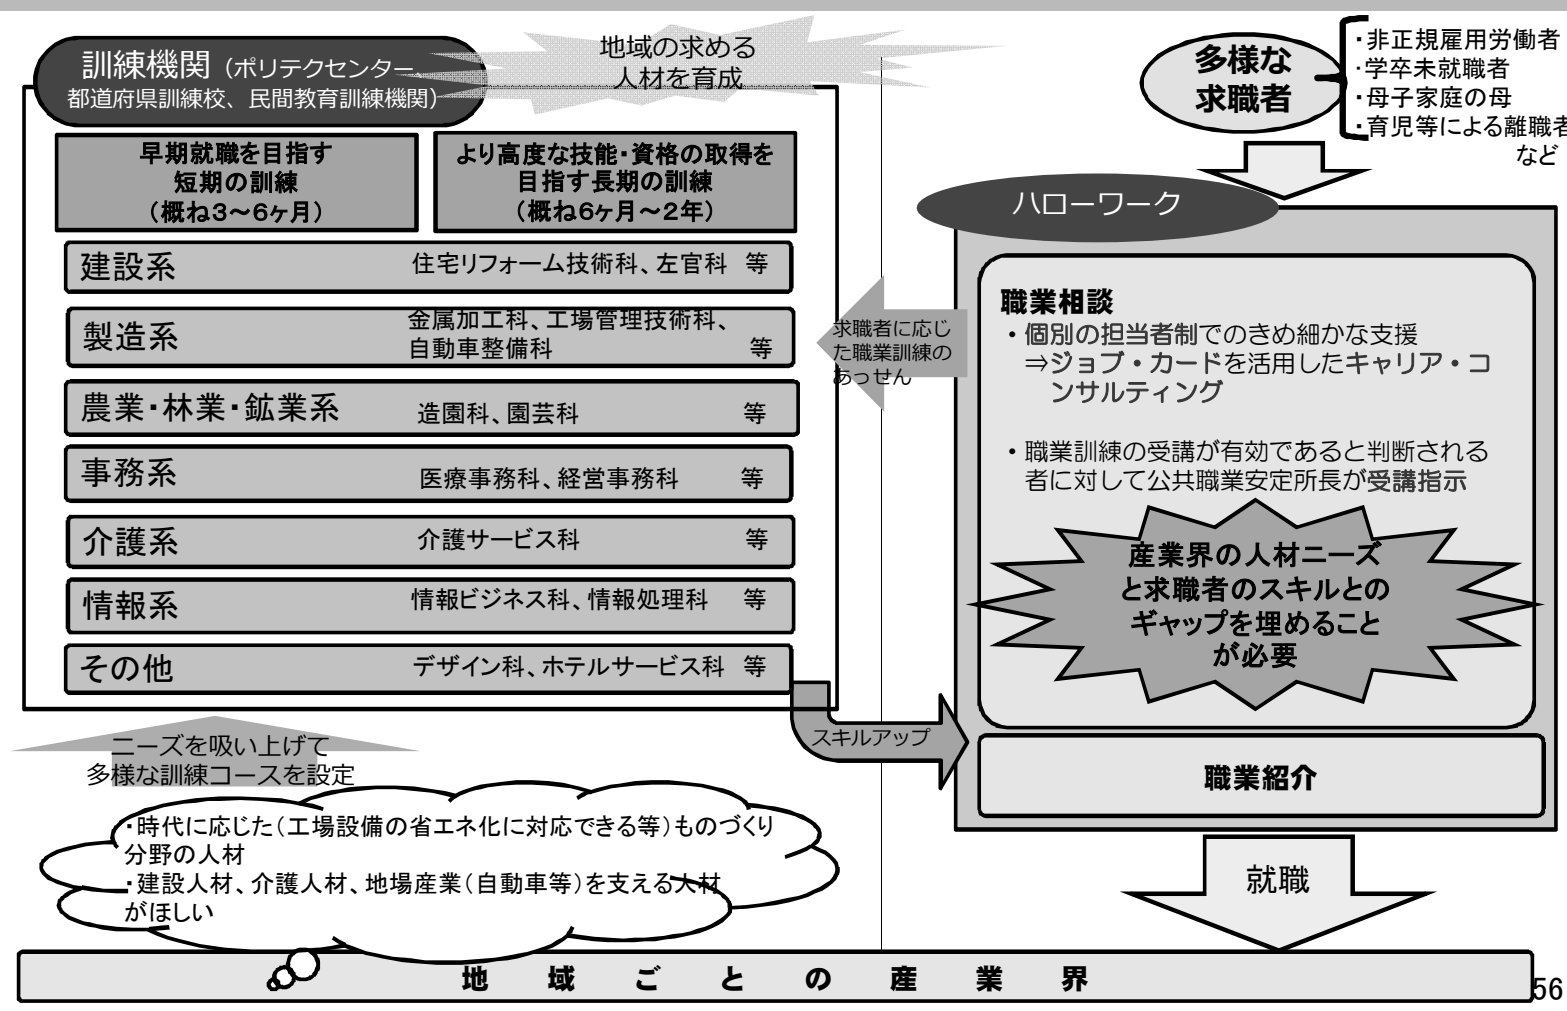 地域の求める
人材を育成
訓練機関（ポリテクセンター、
都道府県訓練校、民間教育訓練機関）
早期就職を目指す
短期の訓練
（概ね３～６ヶ月）
より高度な技能・資格の取得を
目指す長期の訓練
（概ね６ヶ月～２年）
建設系 住宅リフォーム技術科、左官科 等
製造系 金属加工科、工場管理技術科、
自動車整備科 等
農業・林業・鉱業系 造園科、園芸科 等
事務系 医療事務科、経営事務科 等
介護系 介護サービス科 等
情報系 情報ビジネス科、情報処理科 等
その他 デザイン科、ホテルサービス科 等
ニーズを吸い上げて
多様な訓練コースを設定
・時代に応じた（工場設備の省エネ化に対応できる等）ものづくり
分野の人材
・建設人材、介護人材、地場産業（自動車等）を支える人材
がほしい
求職者に応じ
た職業訓練の
あっせん
スキルアップ
多様な
求職者
・非正規雇用労働者
・学卒未就職者
・母子家庭の母
・育児等による離職者
など
ハローワーク
職業相談
・個別の担当者制でのきめ細かな支援
⇒ジョブ・カードを活用したキャリア・コ
ンサルティング
・職業訓練の受講が有効であると判断される
者に対して公共職業安定所長が受講指示
産業界の人材ニーズ
と求職者のスキルとの
ギャップを埋めること
が必要
職業紹介
就職
地域ごとの産業界
56